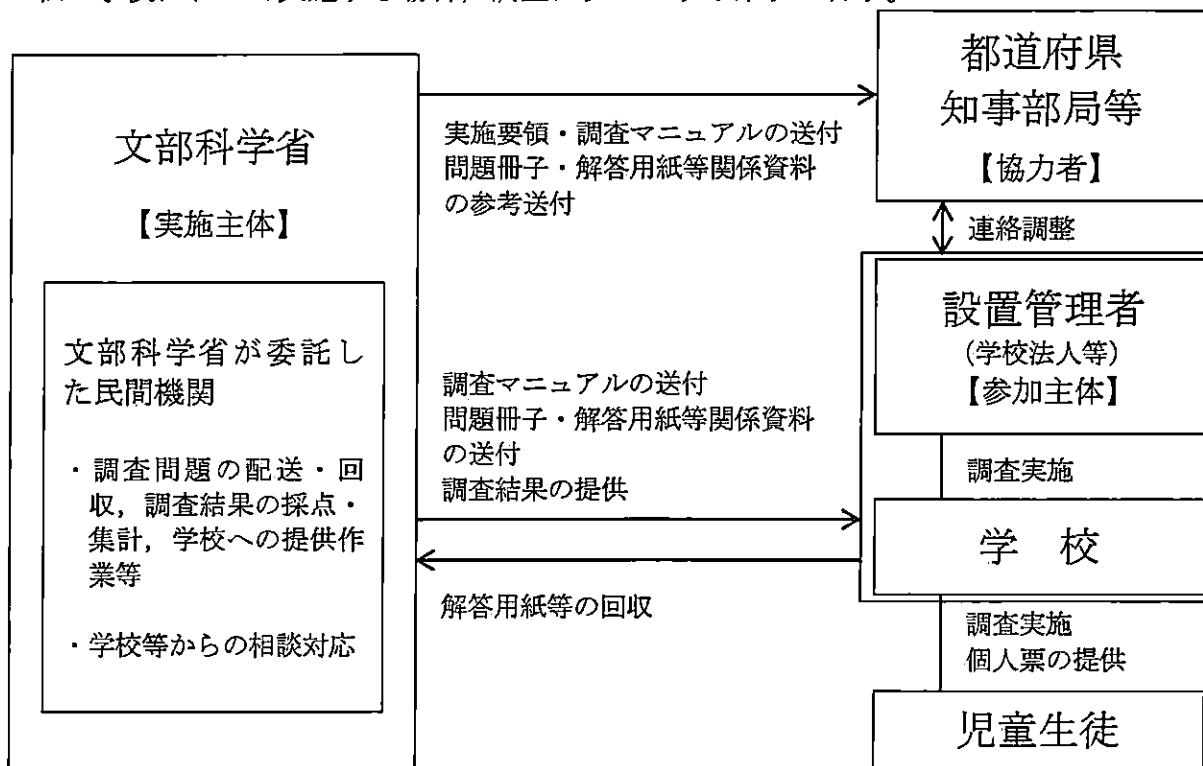 文部科学省
【実施主体】
文部科学省が委託し
た民間機関
・調査問題の配送・回
収，調査結果の採点・
集計，学校への提供作
業等
・学校等からの相談対応
実施要領・調査マニュアルの送付
問題冊子・解答用紙等関係資料
の参考送付
調査マニュアルの送付
問題冊子・解答用紙等関係資料
の送付
調査結果の提供
解答用紙等の回収
都道府県
知事部局等
【協力者】
連絡調整
設置管理者
(学校法人等)
【参加主体】
調査実施
学　校
調査実施
個人票の提供
児童生徒